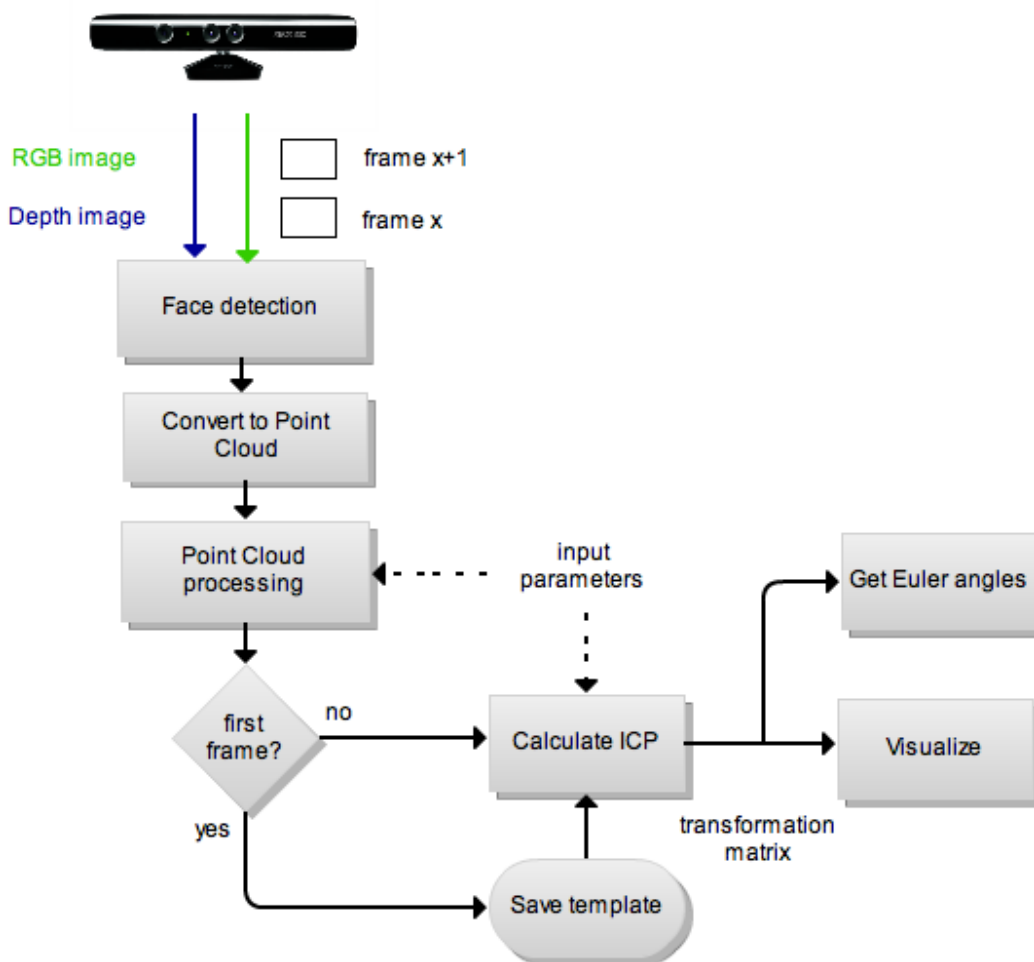 RGB image
frame x+1
Depth image
frame x
Face detection
Convert to Point
Cloud
Point Cloud
processing
input
parameters
Get Euler angles
first
frame?
no
Calculate ICP
Visualize
yes
transformation
matrix
Save template